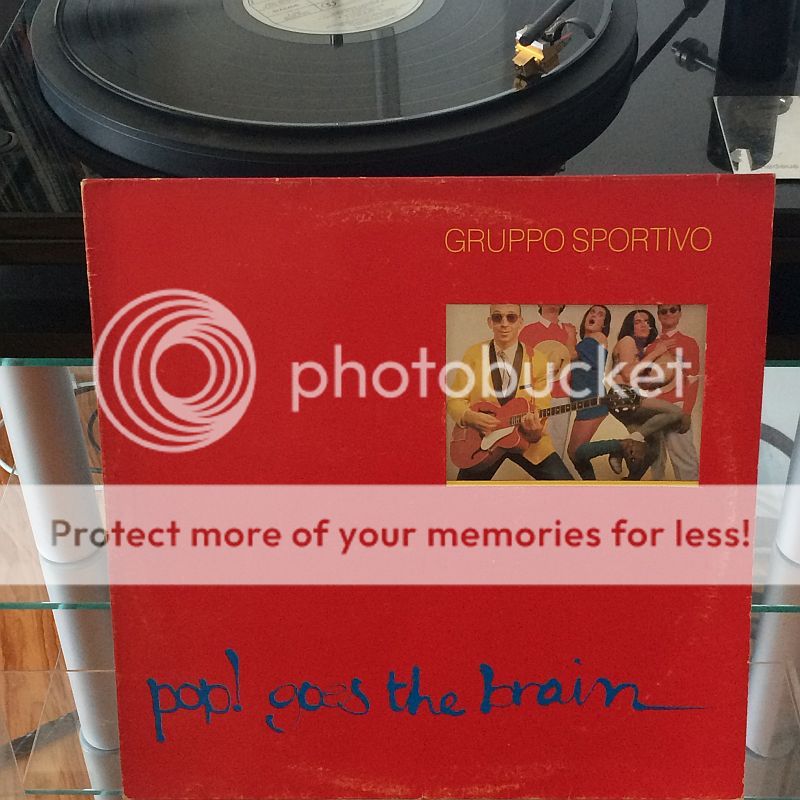 GRUPPO SPORTIVO
photobucket
Protect more of your memories for less!
pop! goes the brain